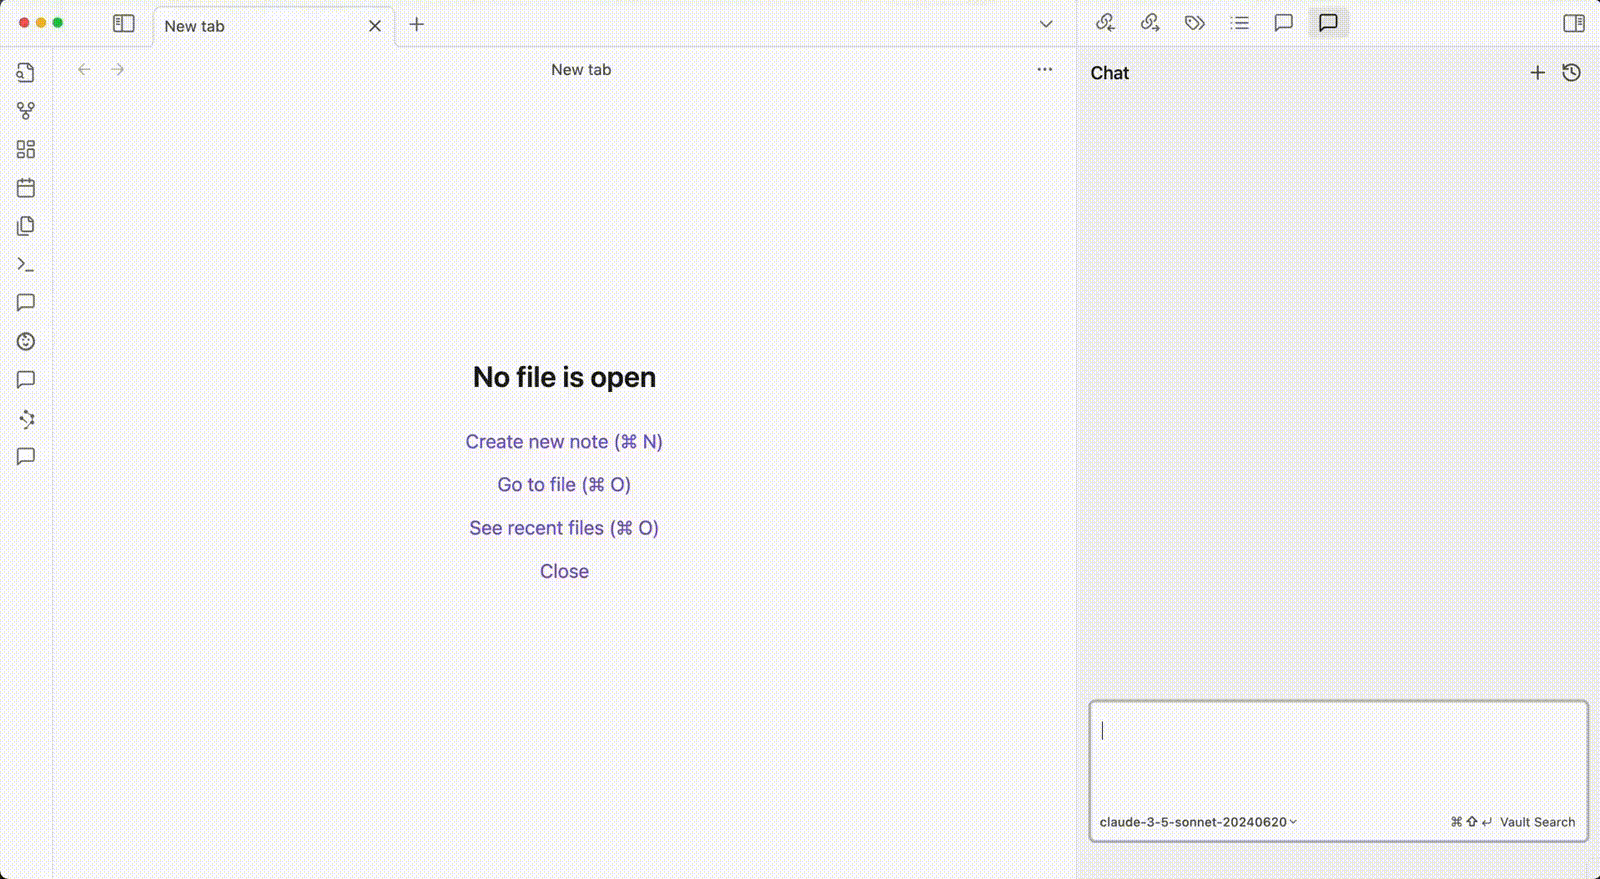 New tab
New tab
Chat
No file is open
Create new note (⌘ N)
Go to file (⌘ O)
See recent files (⌘ O)
Close
claude-3-5-sonnet-20240620
⌘ ⇧ ↵ Vault Search